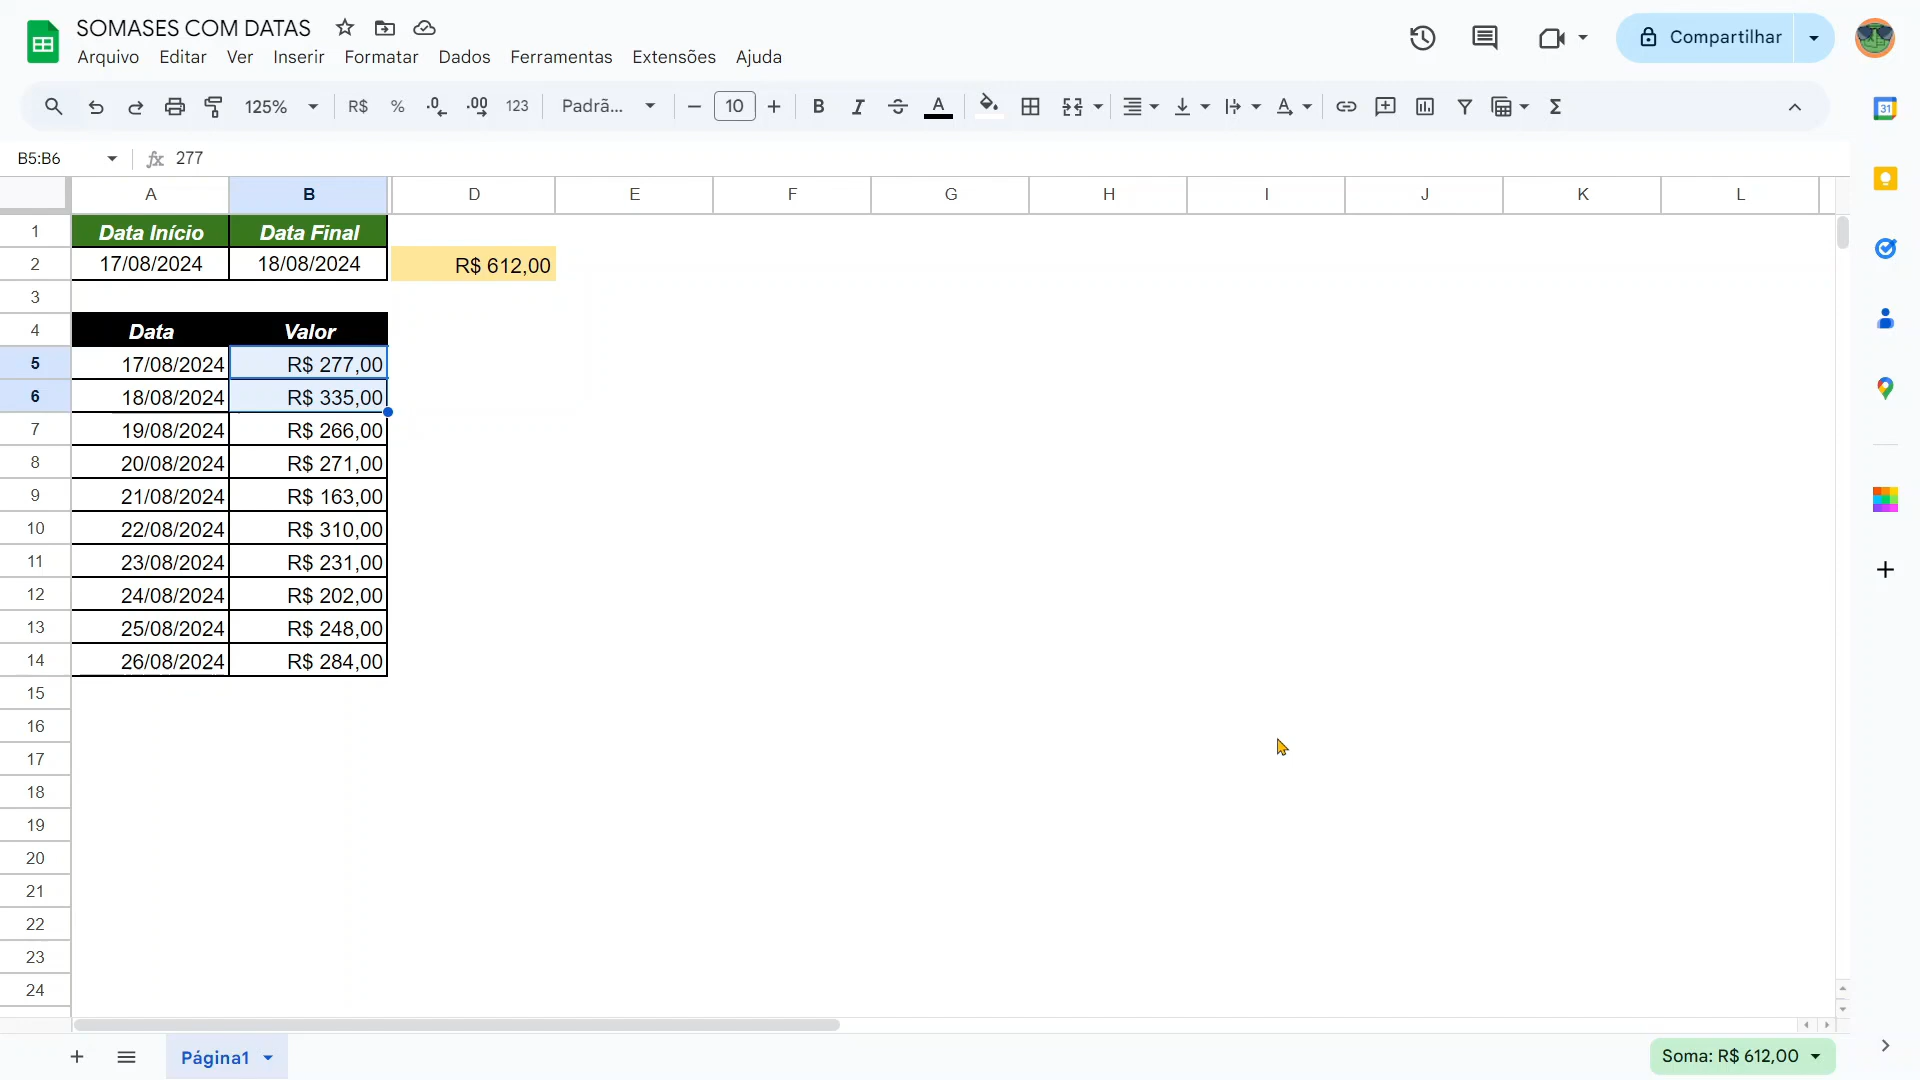 SOMASES COM DATAS
Arquivo Editar Ver Inserir Formatar Dados Ferramentas Extensões Ajuda
Compartilhar
125% R$ % .0 .00 123 Padrã... 10 B I A A Σ
31
B5:B6 fx 277
A B D E F G H I J K L
1 Data Início Data Final
2 17/08/2024 18/08/2024 R$ 612,00
3
4 Data Valor
5 17/08/2024 R$ 277,00
6 18/08/2024 R$ 335,00
7 19/08/2024 R$ 266,00
8 20/08/2024 R$ 271,00
9 21/08/2024 R$ 163,00
10 22/08/2024 R$ 310,00
11 23/08/2024 R$ 231,00
12 24/08/2024 R$ 202,00
13 25/08/2024 R$ 248,00
14 26/08/2024 R$ 284,00
15
16
17
18
19
20
21
22
23
24
Página1
Soma: R$ 612,00